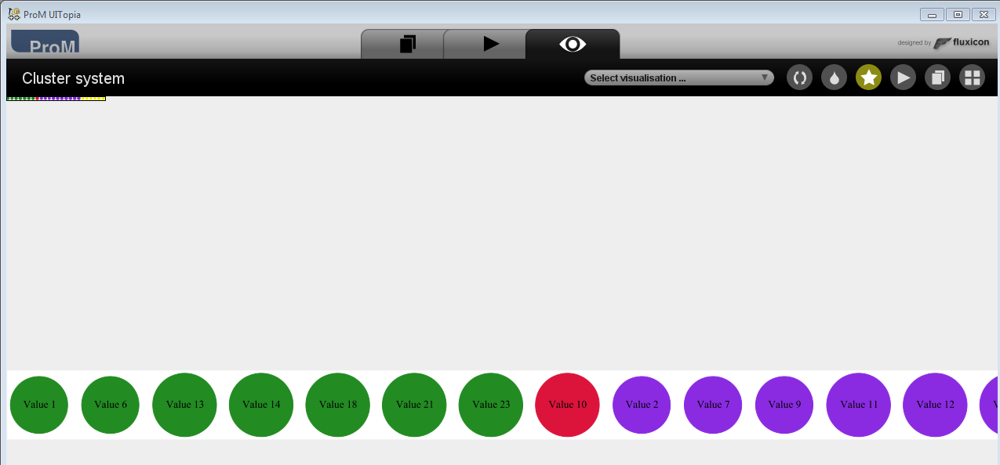 ProM UITopia
ProM
designed by fluxicon
Cluster system
Select visualisation ...
Value 1 Value 6 Value 13 Value 14 Value 18 Value 21 Value 23 Value 10 Value 2 Value 7 Value 9 Value 11 Value 12